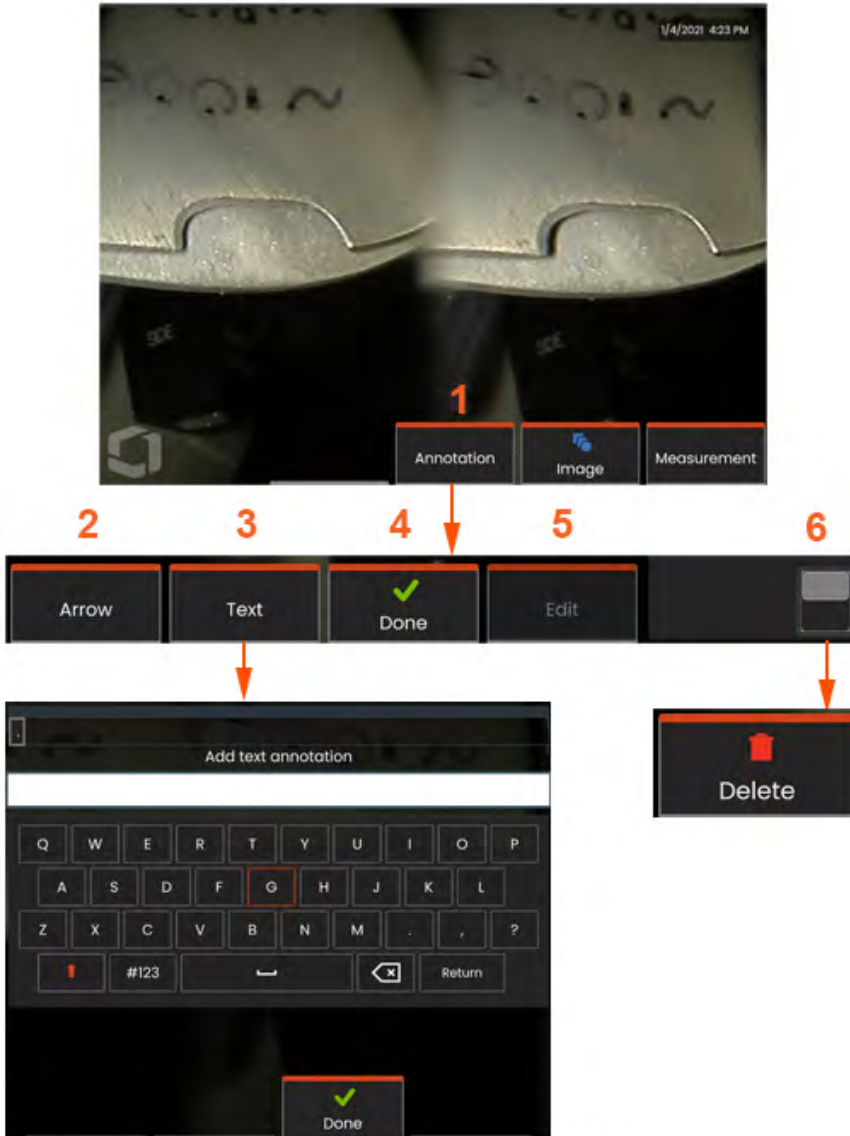 1/4/2021 4:23 PM
1
Annotation
Image
Measurement
2 3 4 5 6
Arrow
Text
Done
Edit
Add text annotation
Delete
Q W E R T Y U I O P
A S D F G H J K L
Z X C V B N M . , ?
#123
Return
Done